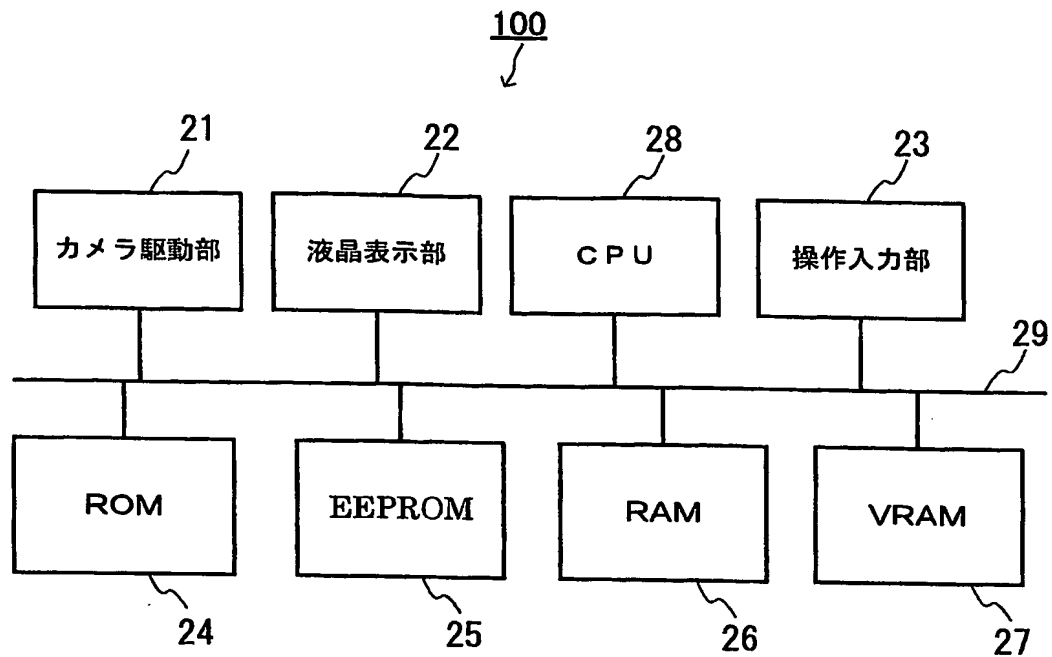 100
21
22
28
23
カメラ駆動部
液晶表示部
CPU
操作入力部
29
ROM
EEPROM
RAM
VRAM
24
25
26
27